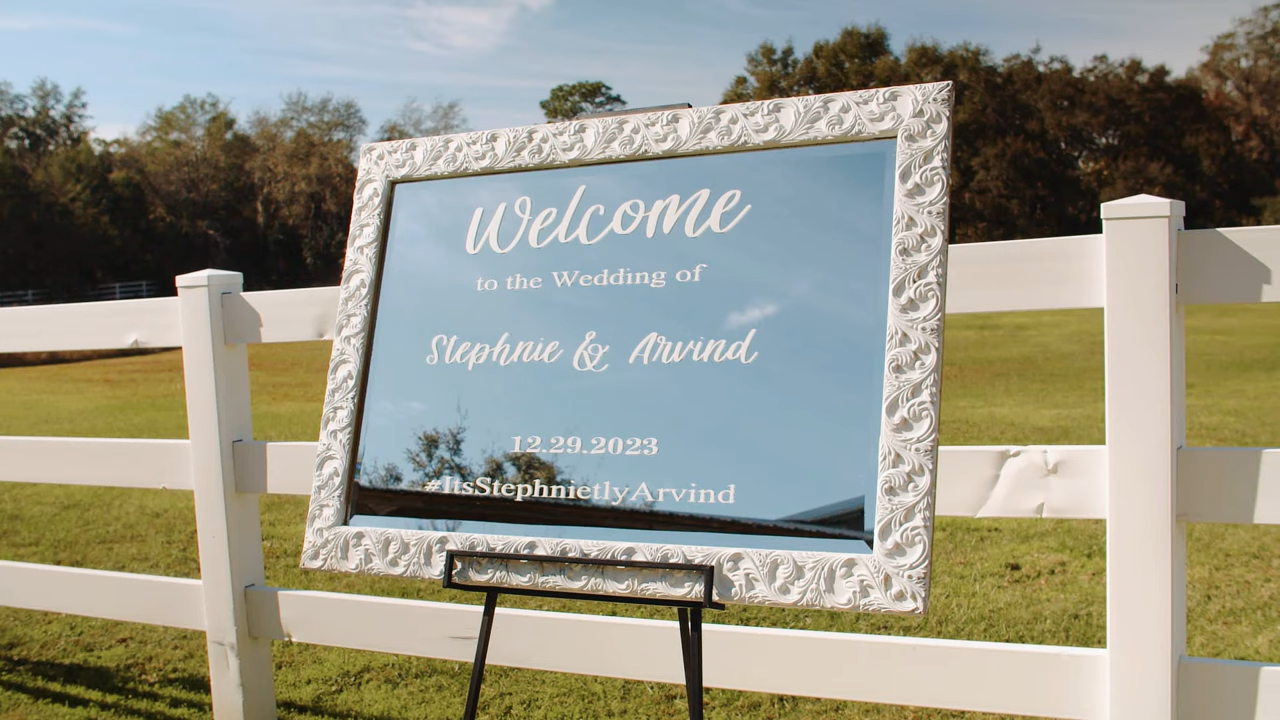 Welcome
to the Wedding of
Stephnie & Arvind
12.29.2023
#ItsStephnietlyArvind